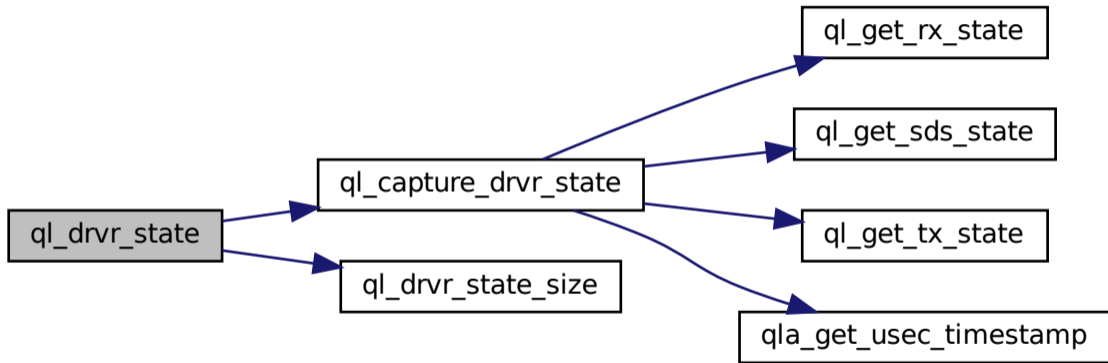 ql_drvr_state
ql_capture_drvr_state
ql_drvr_state_size
ql_get_rx_state
ql_get_sds_state
ql_get_tx_state
qla_get_usec_timestamp